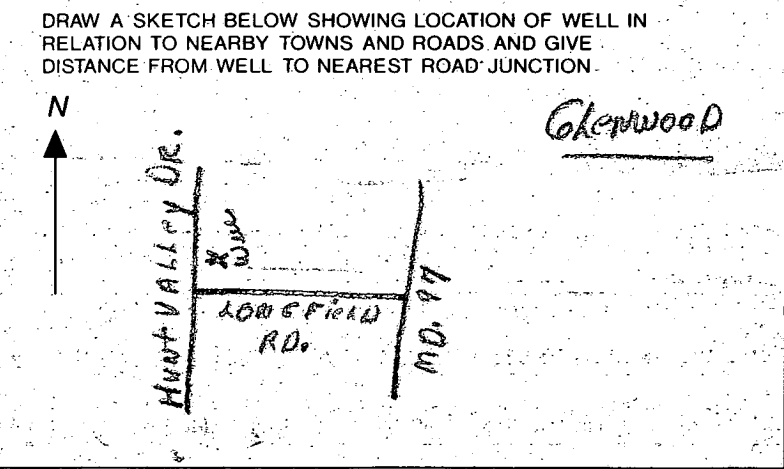 DRAW A SKETCH BELOW SHOWING LOCATION OF WELL IN
RELATION TO NEARBY TOWNS AND ROADS AND GIVE
DISTANCE FROM WELL TO NEAREST ROAD JUNCTION
N
Glenwood
HUNT VALLEY DR.
* Well
LONGFIELD
RD.
MD. 97